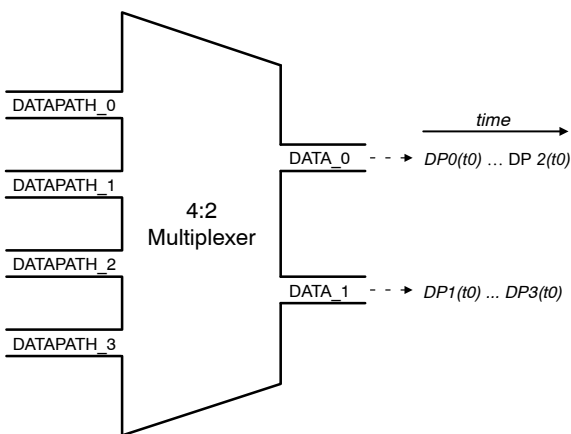 DATAPATH_0
DATAPATH_1
DATAPATH_2
DATAPATH_3
4:2
Multiplexer
DATA_0
DATA_1
time
DP0(t0) … DP 2(t0)
DP1(t0) ... DP3(t0)